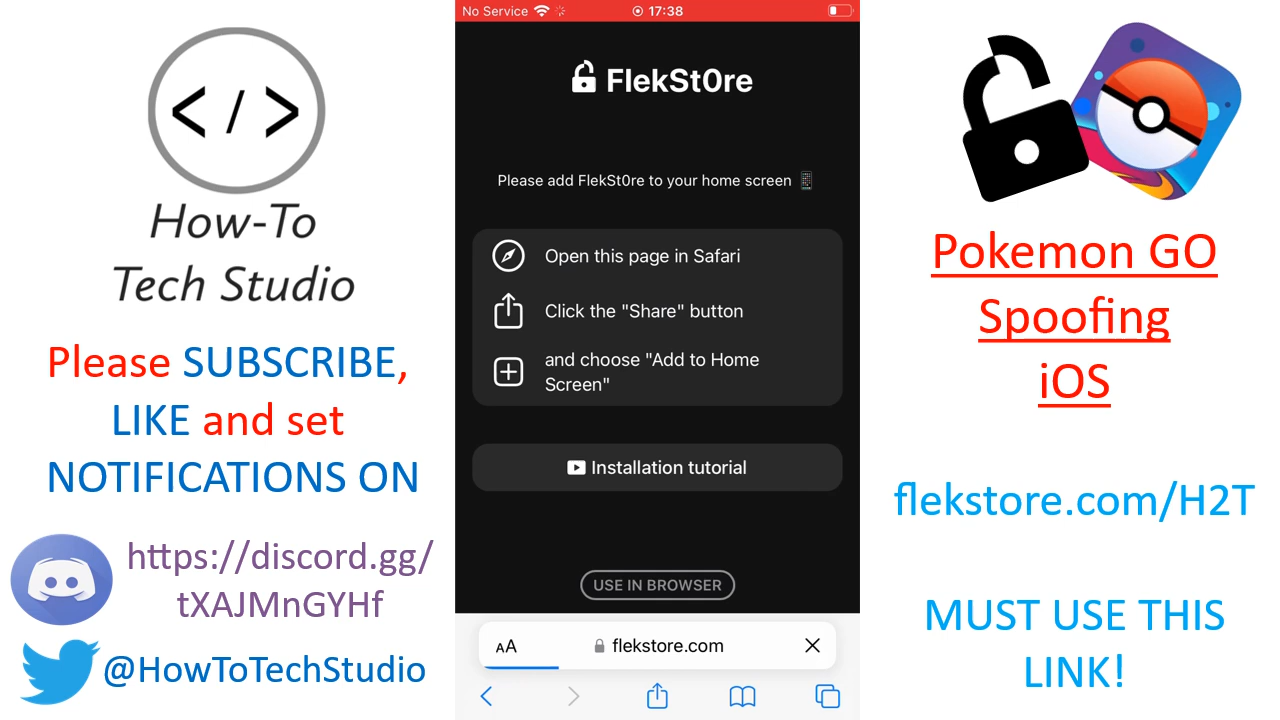 How-To
Tech Studio
Please SUBSCRIBE,
LIKE and set
NOTIFICATIONS ON
https://discord.gg/
tXAJMnGYHf
@HowToTechStudio
No Service
17:38
FlekSt0re
Please add FlekSt0re to your home screen
Open this page in Safari
Click the "Share" button
and choose "Add to Home
Screen"
Installation tutorial
USE IN BROWSER
AA
flekstore.com
Pokemon GO
Spoofing
iOS
flekstore.com/H2T
MUST USE THIS
LINK!